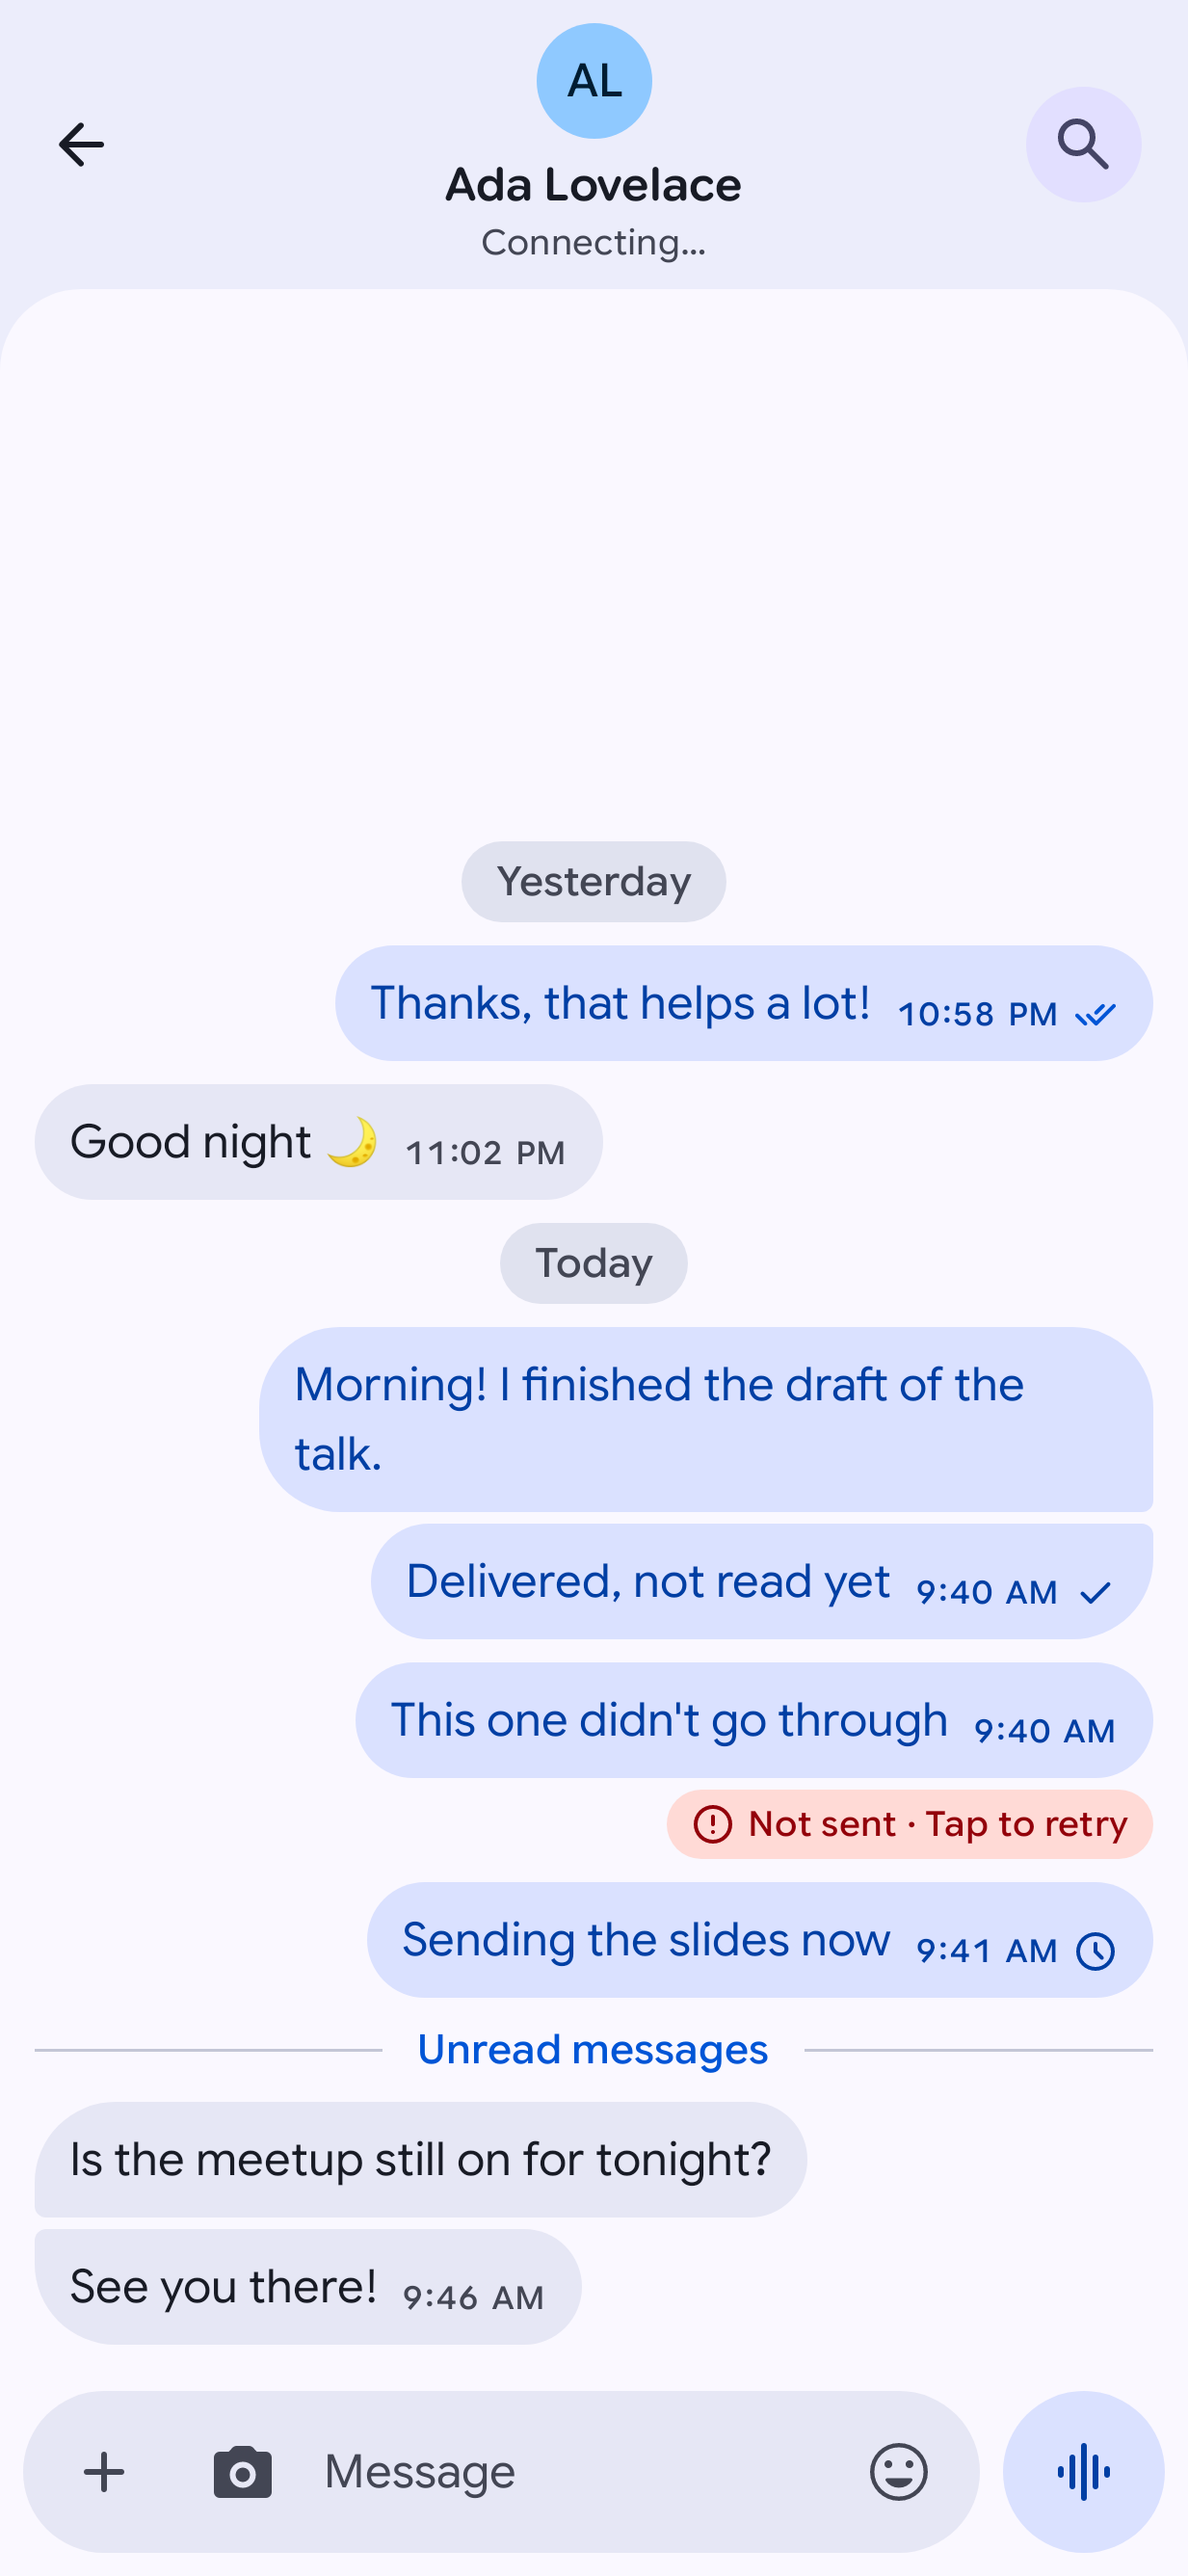 AL
Ada Lovelace
Connecting...
Yesterday
Thanks, that helps a lot! 10:58 PM
Good night 🌙 11:02 PM
Today
Morning! I finished the draft of the
talk.
Delivered, not read yet 9:40 AM
This one didn't go through 9:40 AM
Not sent · Tap to retry
Sending the slides now 9:41 AM
Unread messages
Is the meetup still on for tonight?
See you there! 9:46 AM
Message